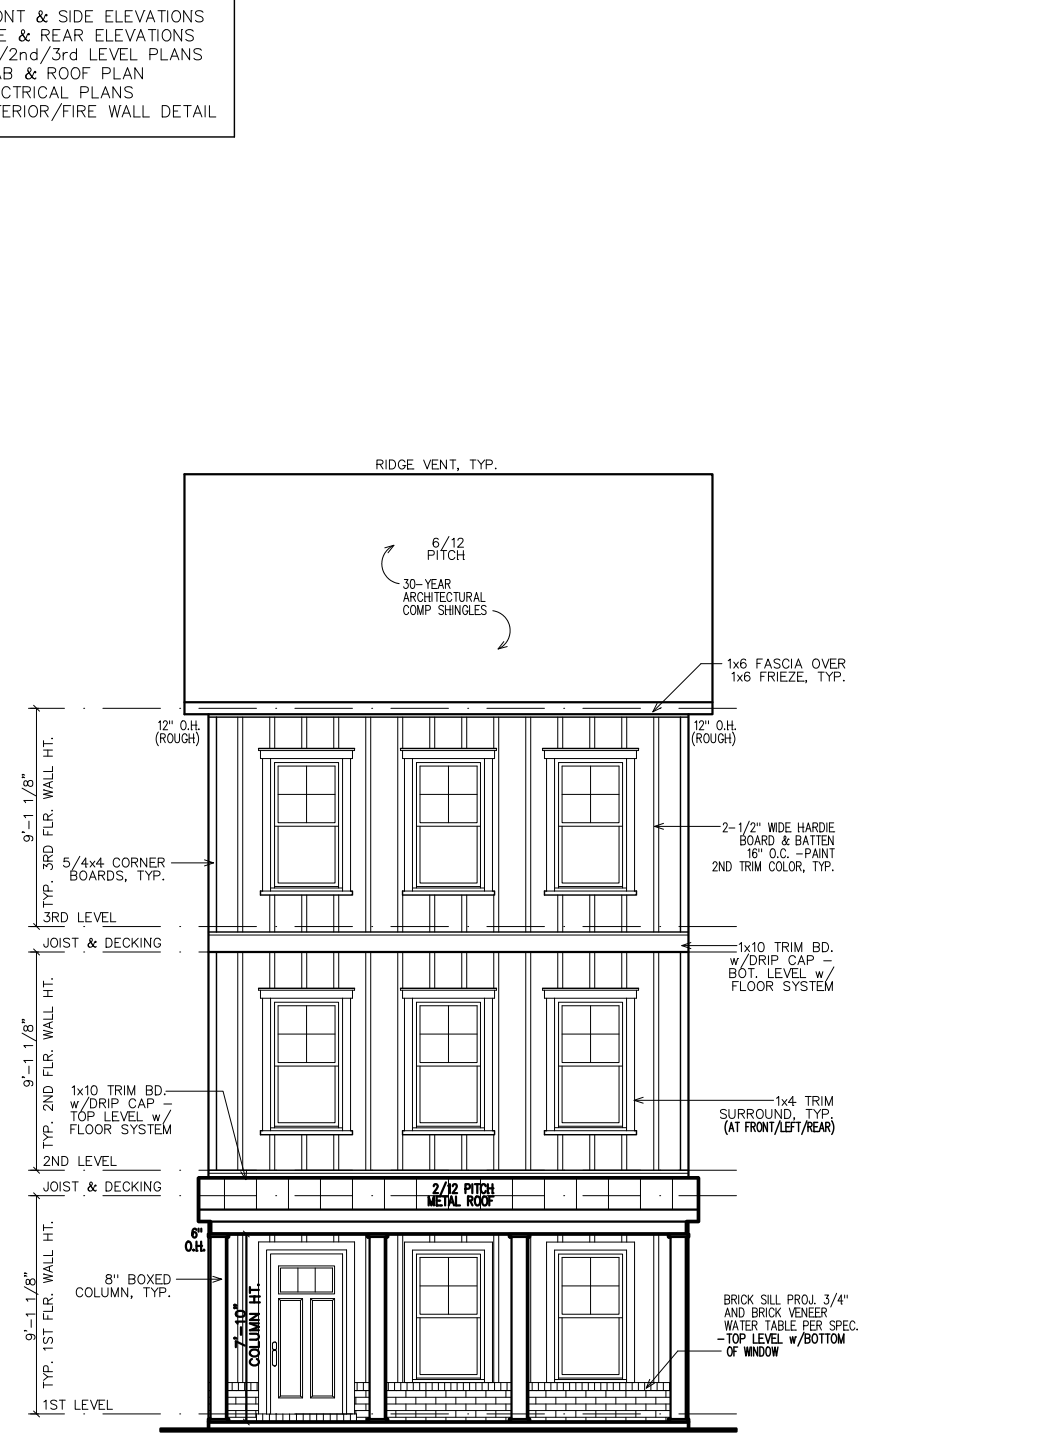 ONT & SIDE ELEVATIONS
E & REAR ELEVATIONS
/2nd/3rd LEVEL PLANS
AB & ROOF PLAN
CTRICAL PLANS
TERIOR/FIRE WALL DETAIL
RIDGE VENT, TYP.
6/12
PITCH
30-YEAR
ARCHITECTURAL
COMP SHINGLES
1x6 FASCIA OVER
1x6 FRIEZE, TYP.
12" O.H.
(ROUGH)
12" O.H.
(ROUGH)
9'-1 1/8"
TYP. 3RD FLR. WALL HT.
2-1/2" WIDE HARDIE
BOARD & BATTEN
16" O.C. -PAINT
2ND TRIM COLOR, TYP.
5/4x4 CORNER
BOARDS, TYP.
3RD LEVEL
JOIST & DECKING
1x10 TRIM BD.
w/DRIP CAP -
BOT. LEVEL w/
FLOOR SYSTEM
9'-1 1/8"
TYP. 2ND FLR. WALL HT.
1x10 TRIM BD.
w/DRIP CAP -
TOP LEVEL w/
FLOOR SYSTEM
1x4 TRIM
SURROUND, TYP.
(AT FRONT/LEFT/REAR)
2ND LEVEL
JOIST & DECKING
2/12 PITCH
METAL ROOF
6"
O.H.
9'-1 1/8"
TYP. 1ST FLR. WALL HT.
8" BOXED
COLUMN, TYP.
7'-10"
COLUMN HT.
BRICK SILL PROJ. 3/4"
AND BRICK VENEER
WATER TABLE PER SPEC.
-TOP LEVEL w/BOTTOM
OF WINDOW
1ST LEVEL